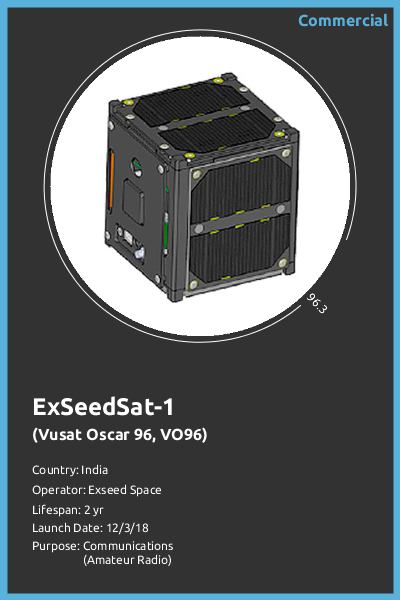 Commercial
96.3
ExSeedSat-1
(Vusat Oscar 96, VO96)
Country: India
Operator: Exseed Space
Lifespan: 2 yr
Launch Date: 12/3/18
Purpose: Communications
(Amateur Radio)